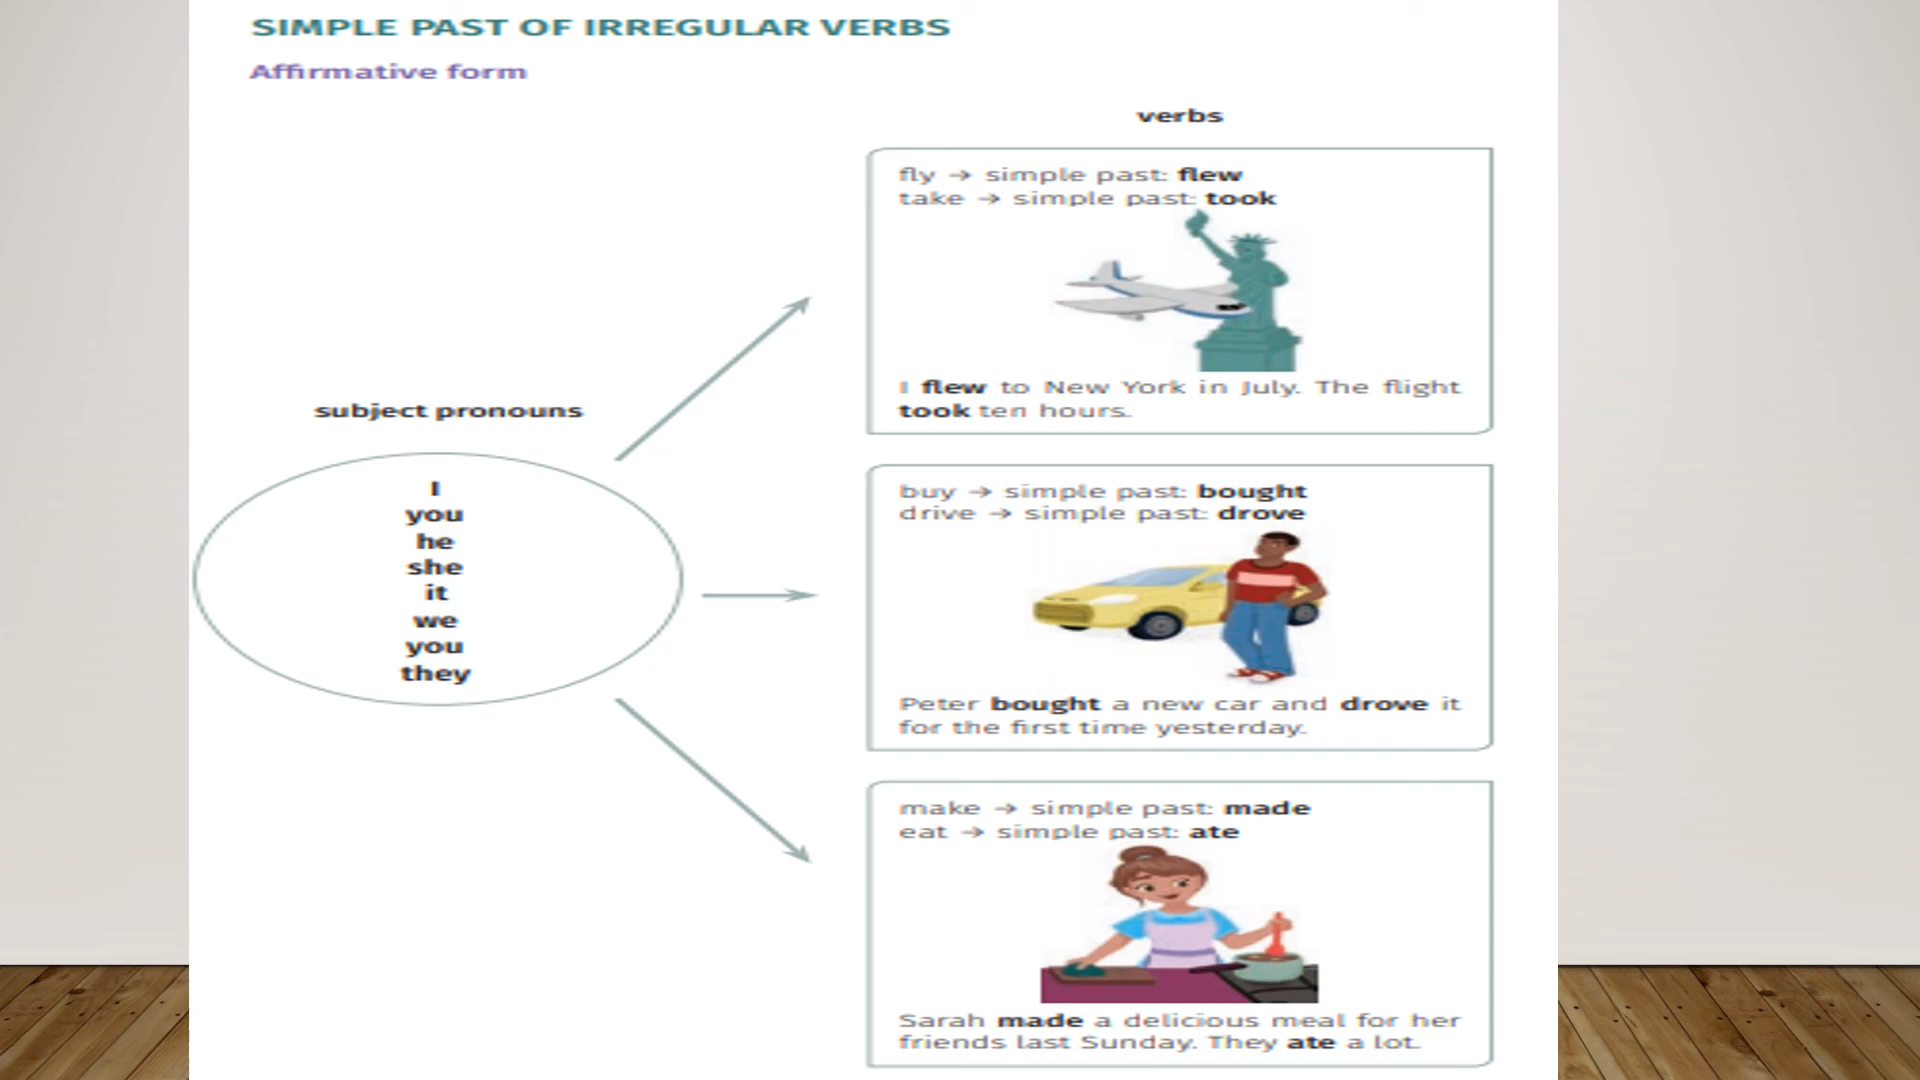 SIMPLE PAST OF IRREGULAR VERBS
Affirmative form
subject pronouns
I
you
he
she
it
we
you
they
verbs
fly → simple past: flew
take → simple past: took
I flew to New York in July. The flight
took ten hours.
buy → simple past: bought
drive → simple past: drove
Peter bought a new car and drove it
for the first time yesterday.
make → simple past: made
eat → simple past: ate
Sarah made a delicious meal for her
friends last Sunday. They ate a lot.